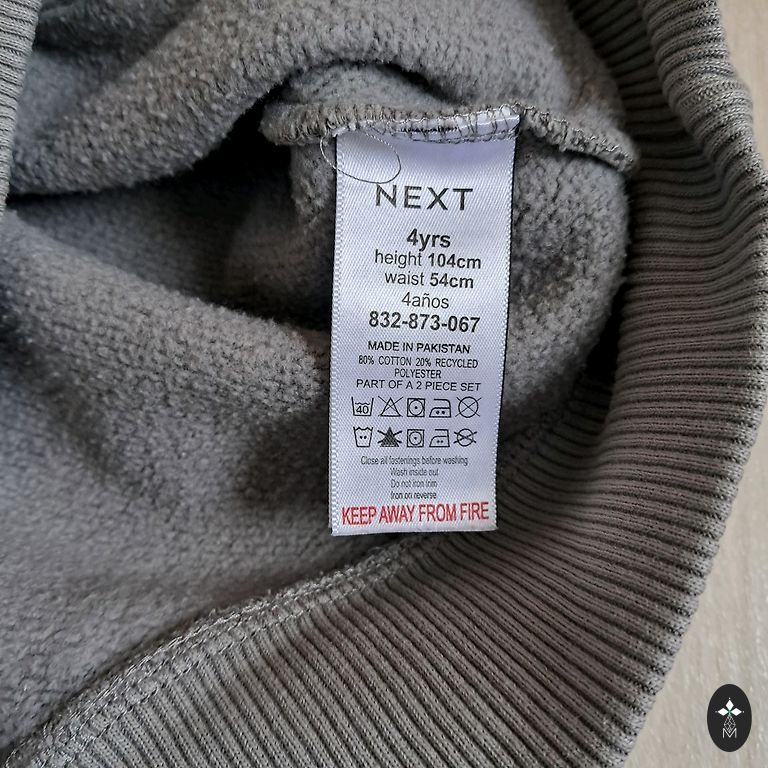 NEXT
4yrs
height 104cm
waist 54cm
4años
832-873-067
MADE IN PAKISTAN
80% COTTON 20% RECYCLED
POLYESTER
PART OF A 2 PIECE SET
40
Close all fastenings before washing
Wash inside out
Do not iron trim
Iron on reverse
KEEP AWAY FROM FIRE
M